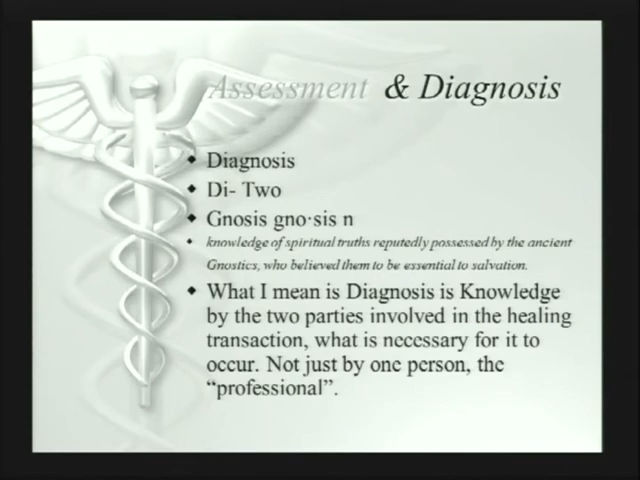 Assessment & Diagnosis
Diagnosis
Di- Two
Gnosis gno·sis n
knowledge of spiritual truths reputedly possessed by the ancient
Gnostics, who believed them to be essential to salvation.
What I mean is Diagnosis is Knowledge
by the two parties involved in the healing
transaction, what is necessary for it to
occur. Not just by one person, the
“professional”.